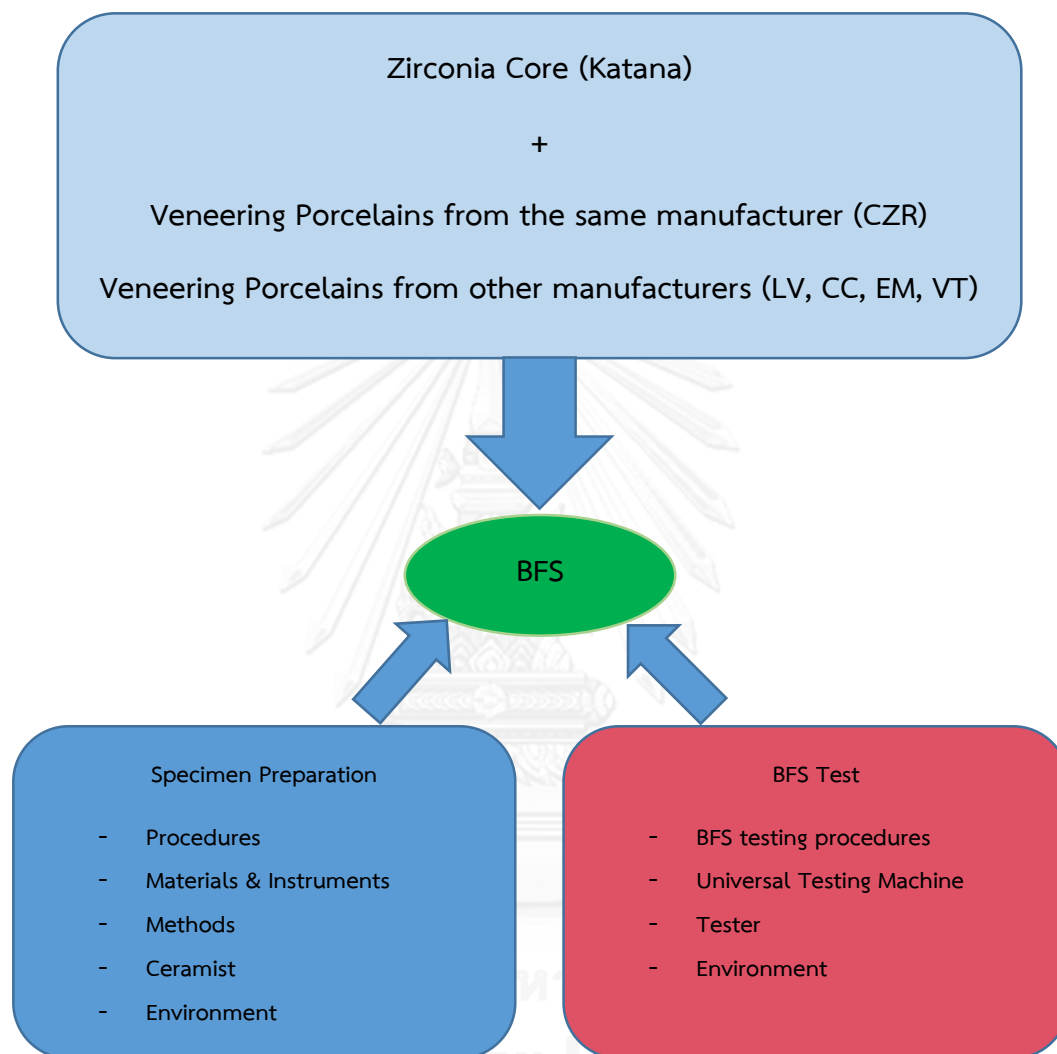 Zirconia Core (Katana)
+
Veneering Porcelains from the same manufacturer (CZR)
Veneering Porcelains from other manufacturers (LV, CC, EM, VT)
BFS
Specimen Preparation
- Procedures
- Materials & Instruments
- Methods
- Ceramist
- Environment
BFS Test
- BFS testing procedures
- Universal Testing Machine
- Tester
- Environment